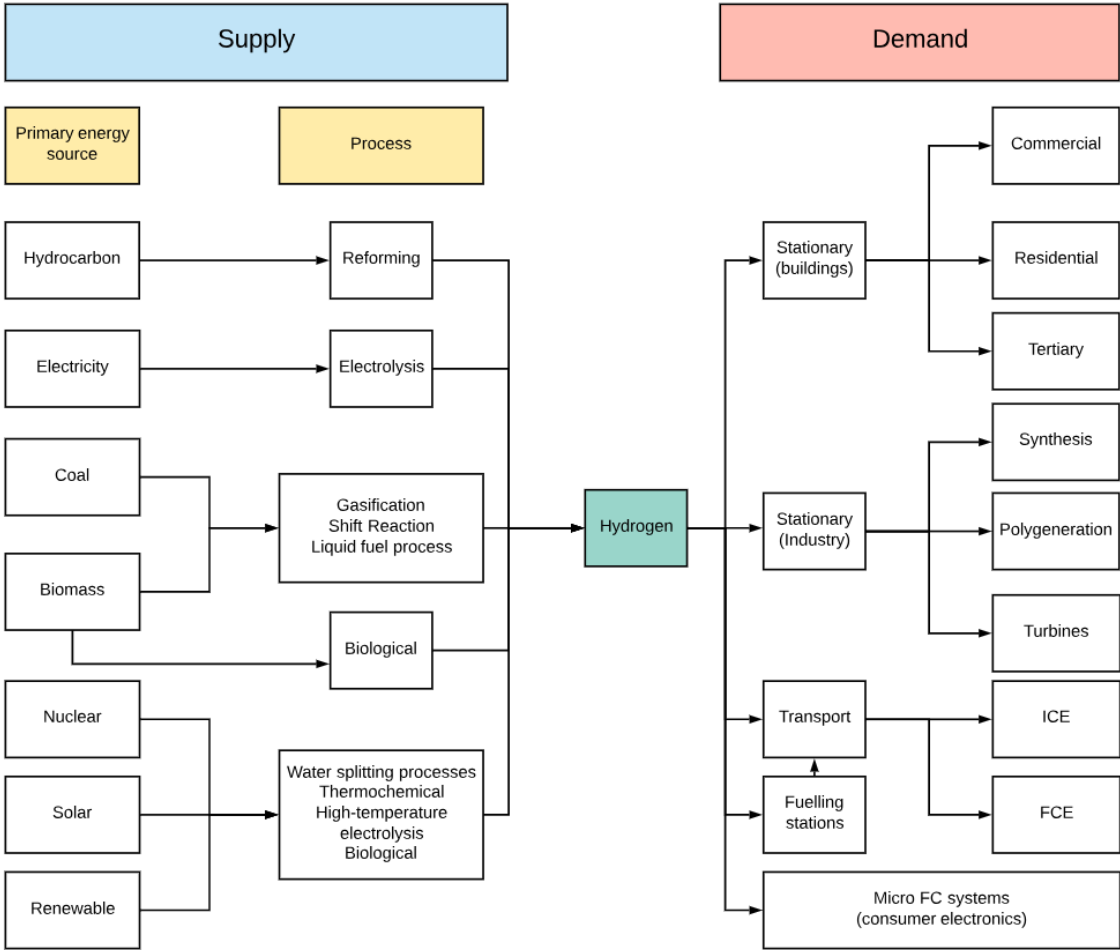 Supply
Demand
Primary energy
source
Process
Commercial
Hydrocarbon
Reforming
Stationary
(buildings)
Residential
Electricity
Electrolysis
Tertiary
Coal
Gasification
Shift Reaction
Liquid fuel process
Hydrogen
Stationary
(Industry)
Synthesis
Polygeneration
Biomass
Biological
Turbines
Nuclear
Transport
ICE
Solar
Water splitting processes
Thermochemical
High-temperature
electrolysis
Biological
Fuelling
stations
FCE
Renewable
Micro FC systems
(consumer electronics)